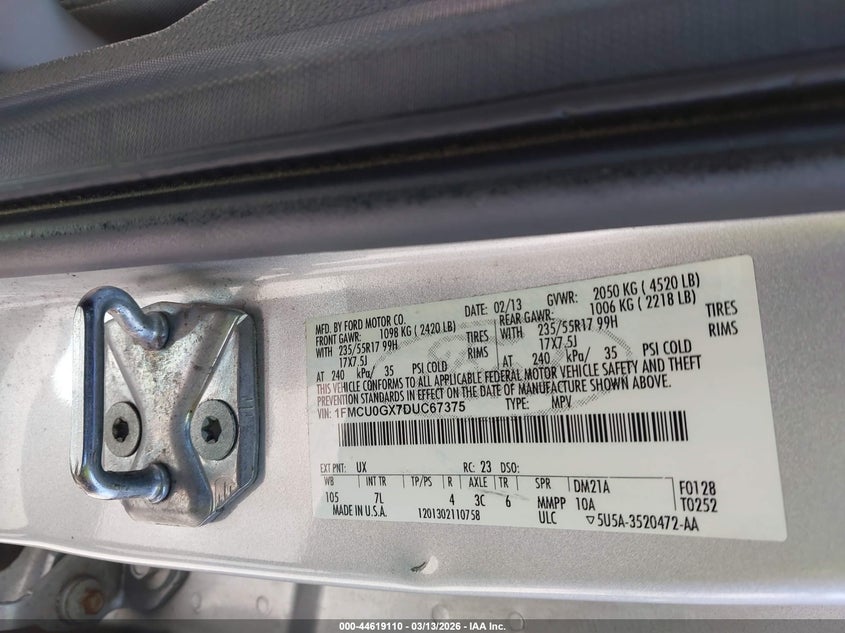 MFD. BY FORD MOTOR CO.
DATE: 02/13 GVWR: 2050 KG ( 4520 LB)
FRONT GAWR: 1098 KG ( 2420 LB) REAR GAWR: 1006 KG ( 2218 LB)
WITH 235/55R17 99H TIRES WITH 235/55R17 99H TIRES
17X7.5J RIMS 17X7.5J RIMS
AT 240 kPa/ 35 PSI COLD AT 240 kPa/ 35 PSI COLD
THIS VEHICLE CONFORMS TO ALL APPLICABLE FEDERAL MOTOR VEHICLE SAFETY AND THEFT
PREVENTION STANDARDS IN EFFECT ON THE DATE OF MANUFACTURE SHOWN ABOVE.
VIN: 1FMCU0GX7DUC67375 TYPE: MPV
EXT PNT: UX RC: 23 DSO:
WB INT TR TP/PS R AXLE TR SPR DM21A F0128
105 7L 4 3C 6 MMPP 10A T0252
MADE IN U.S.A. 1201302110758 ULC ▽5U5A-3520472-AA
000-44619110 - 03/13/2026 - IAA Inc.